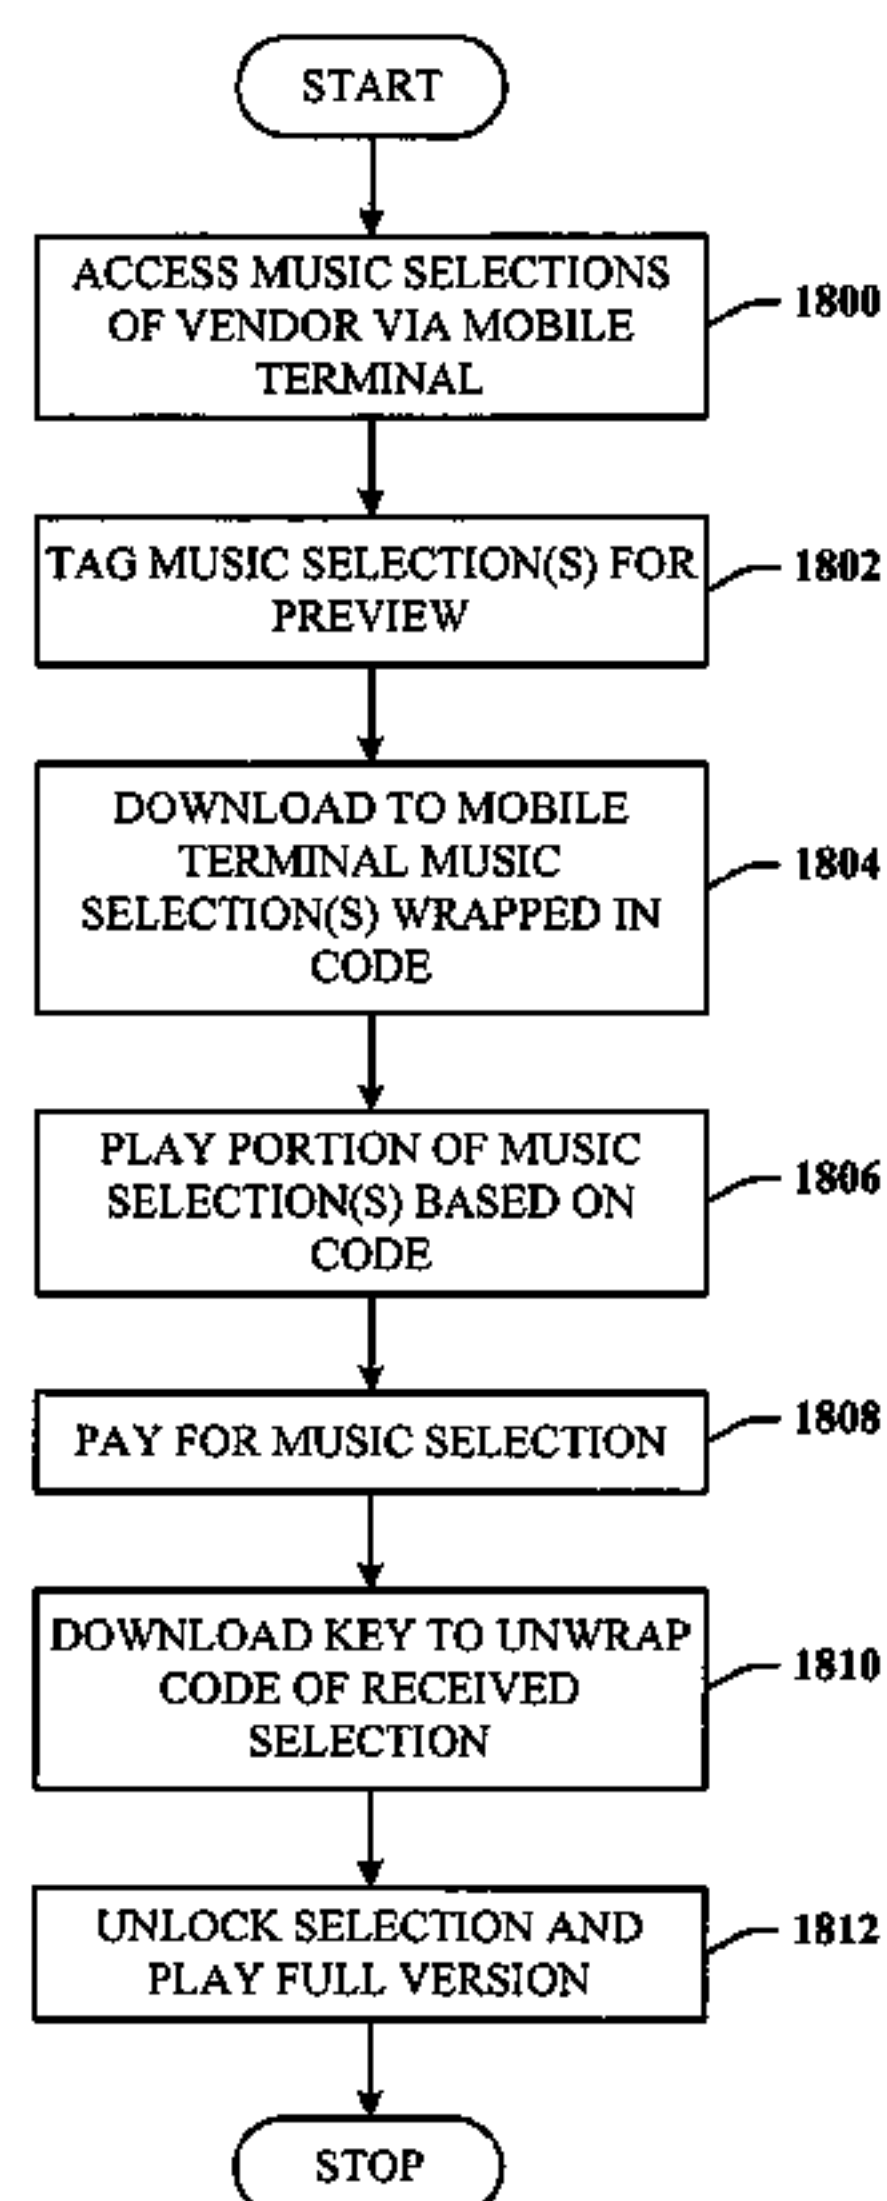 START
ACCESS MUSIC SELECTIONS
OF VENDOR VIA MOBILE
TERMINAL
1800
TAG MUSIC SELECTION(S) FOR
PREVIEW
1802
DOWNLOAD TO MOBILE
TERMINAL MUSIC
SELECTION(S) WRAPPED IN
CODE
1804
PLAY PORTION OF MUSIC
SELECTION(S) BASED ON
CODE
1806
PAY FOR MUSIC SELECTION
1808
DOWNLOAD KEY TO UNWRAP
CODE OF RECEIVED
SELECTION
1810
UNLOCK SELECTION AND
PLAY FULL VERSION
1812
STOP